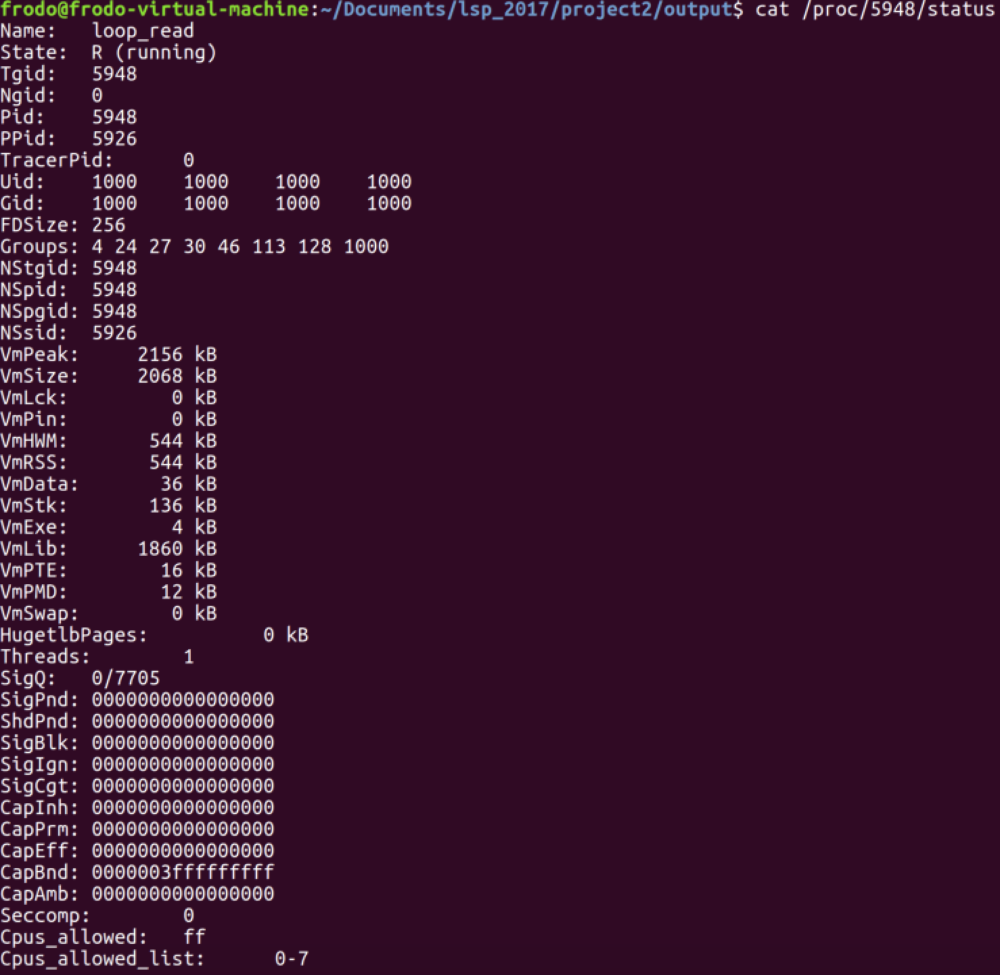 frodo@frodo-virtual-machine:~/Documents/lsp_2017/project2/output$ cat /proc/5948/status
Name:   loop_read
State:  R (running)
Tgid:   5948
Ngid:   0
Pid:    5948
PPid:   5926
TracerPid:      0
Uid:    1000    1000    1000    1000
Gid:    1000    1000    1000    1000
FDSize: 256
Groups: 4 24 27 30 46 113 128 1000
NStgid: 5948
NSpid:  5948
NSpgid: 5948
NSsid:  5926
VmPeak:     2156 kB
VmSize:     2068 kB
VmLck:         0 kB
VmPin:         0 kB
VmHWM:       544 kB
VmRSS:       544 kB
VmData:       36 kB
VmStk:       136 kB
VmExe:         4 kB
VmLib:      1860 kB
VmPTE:        16 kB
VmPMD:        12 kB
VmSwap:        0 kB
HugetlbPages:          0 kB
Threads:        1
SigQ:   0/7705
SigPnd: 0000000000000000
ShdPnd: 0000000000000000
SigBlk: 0000000000000000
SigIgn: 0000000000000000
SigCgt: 0000000000000000
CapInh: 0000000000000000
CapPrm: 0000000000000000
CapEff: 0000000000000000
CapBnd: 0000003fffffffff
CapAmb: 0000000000000000
Seccomp:        0
Cpus_allowed:   ff
Cpus_allowed_list:      0-7